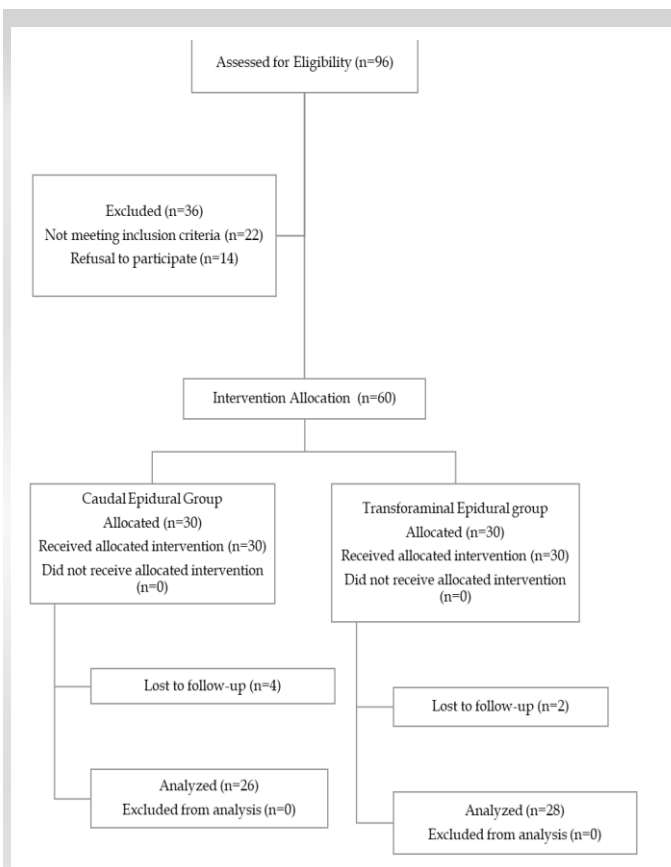 Assessed for Eligibility (n=96)
Excluded (n=36)
Not meeting inclusion criteria (n=22)
Refusal to participate (n=14)
Intervention Allocation (n=60)
Caudal Epidural Group
Allocated (n=30)
Received allocated intervention (n=30)
Did not receive allocated intervention
(n=0)
Transforaminal Epidural group
Allocated (n=30)
Received allocated intervention (n=30)
Did not receive allocated intervention
(n=0)
Lost to follow-up (n=4)
Lost to follow-up (n=2)
Analyzed (n=26)
Excluded from analysis (n=0)
Analyzed (n=28)
Excluded from analysis (n=0)